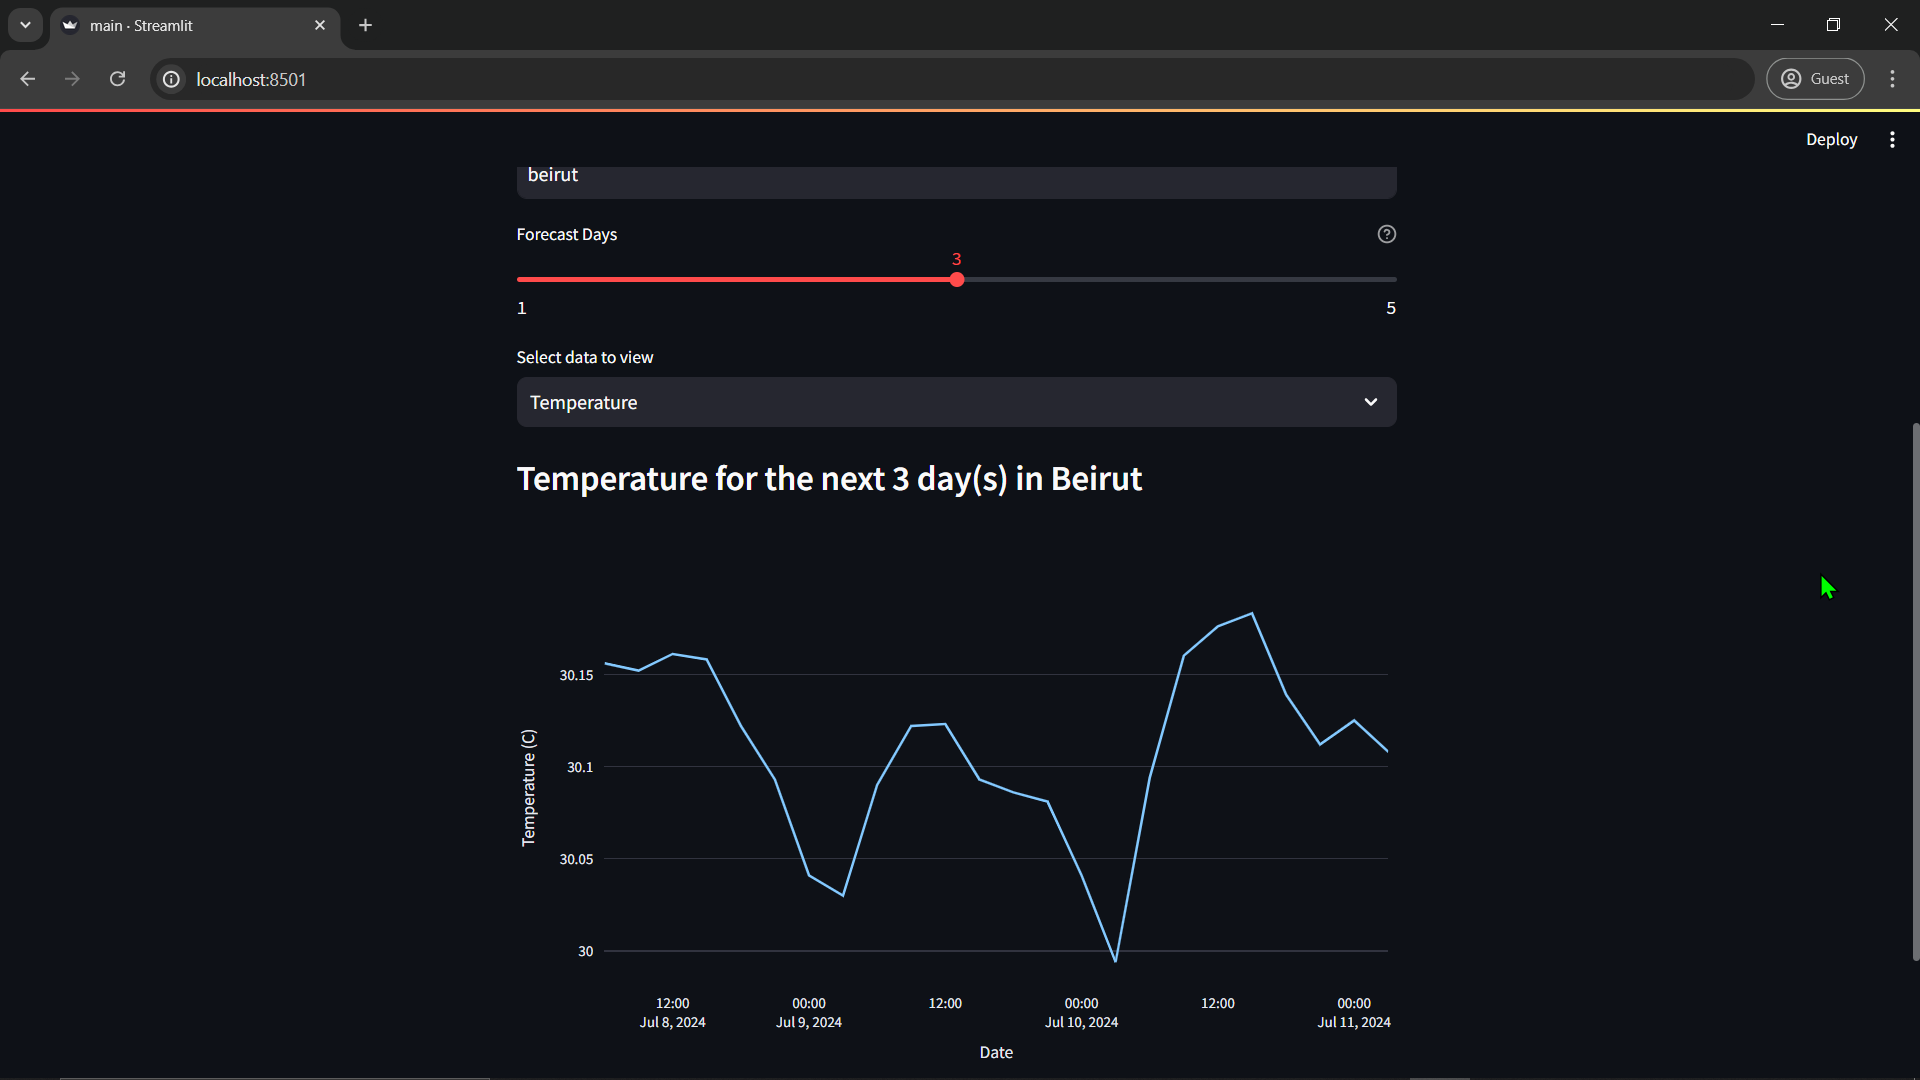 main · Streamlit
localhost:8501
Guest
Deploy
beirut
Forecast Days
3
1
5
Select data to view
Temperature
Temperature for the next 3 day(s) in Beirut
30.15
30.1
30.05
30
Temperature (C)
12:00 00:00 12:00 00:00 12:00 00:00
Jul 8, 2024 Jul 9, 2024 Jul 10, 2024 Jul 11, 2024
Date